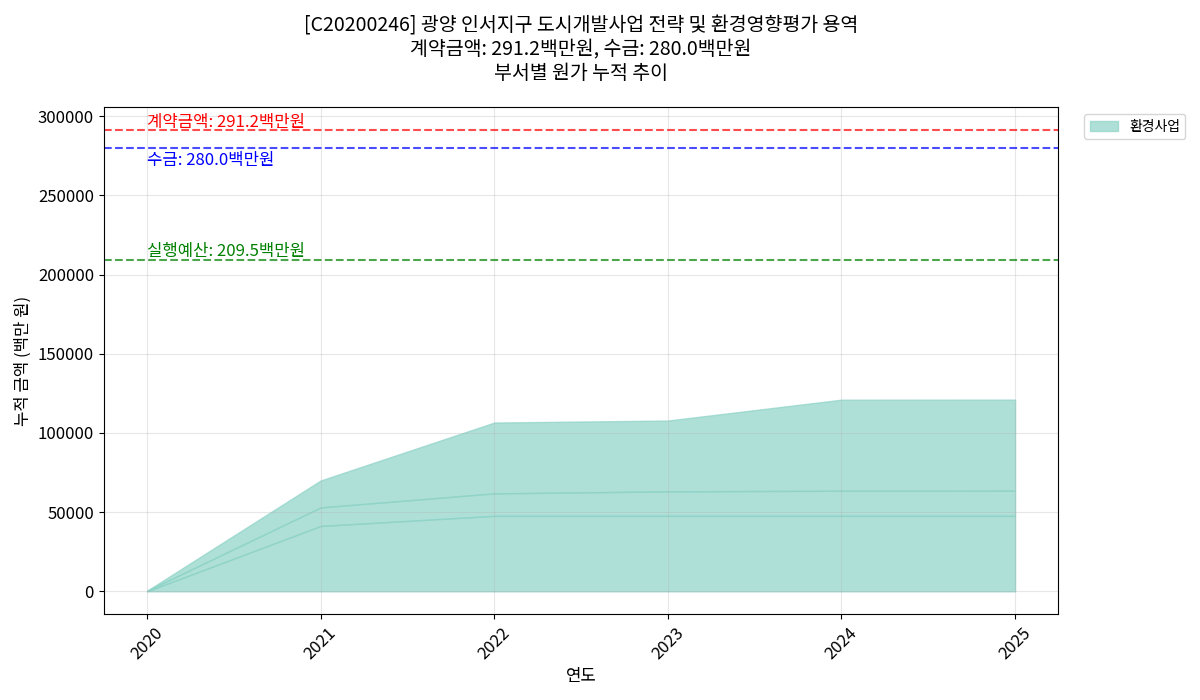 [C20200246] 광양 인서지구 도시개발사업 전략 및 환경영향평가 용역
계약금액: 291.2백만원, 수금: 280.0백만원
부서별 원가 누적 추이
누적 금액 (백만 원)
300000
250000
200000
150000
100000
50000
0
계약금액: 291.2백만원
수금: 280.0백만원
실행예산: 209.5백만원
환경사업
2020
2021
2022
2023
2024
2025
연도